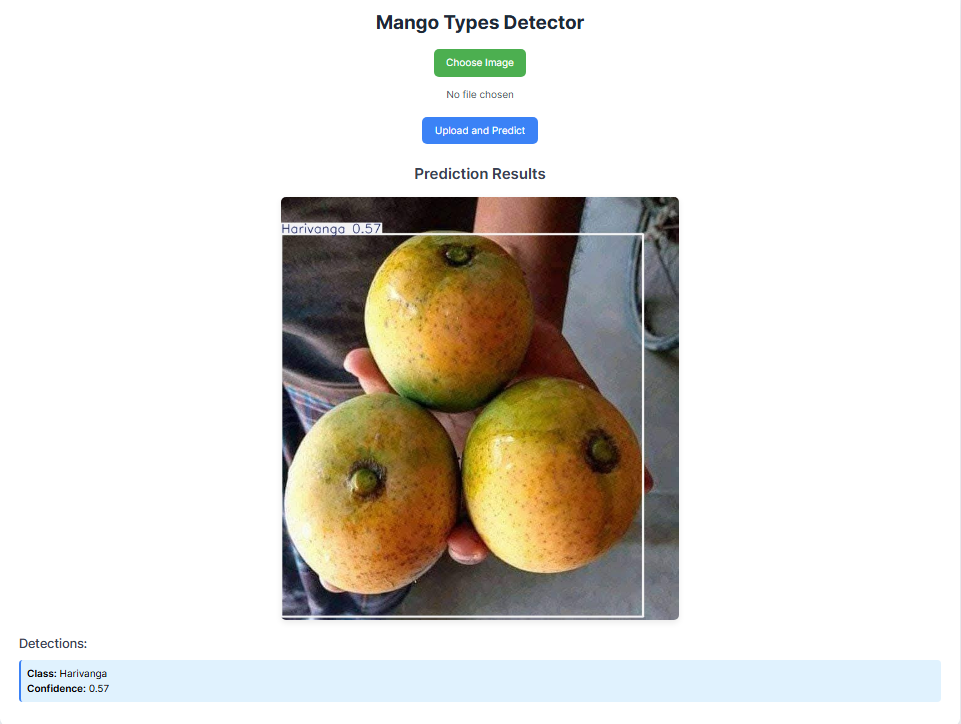 Mango Types Detector
Choose Image
No file chosen
Upload and Predict
Prediction Results
Harivanga 0.57
Detections:
Class: Harivanga
Confidence: 0.57